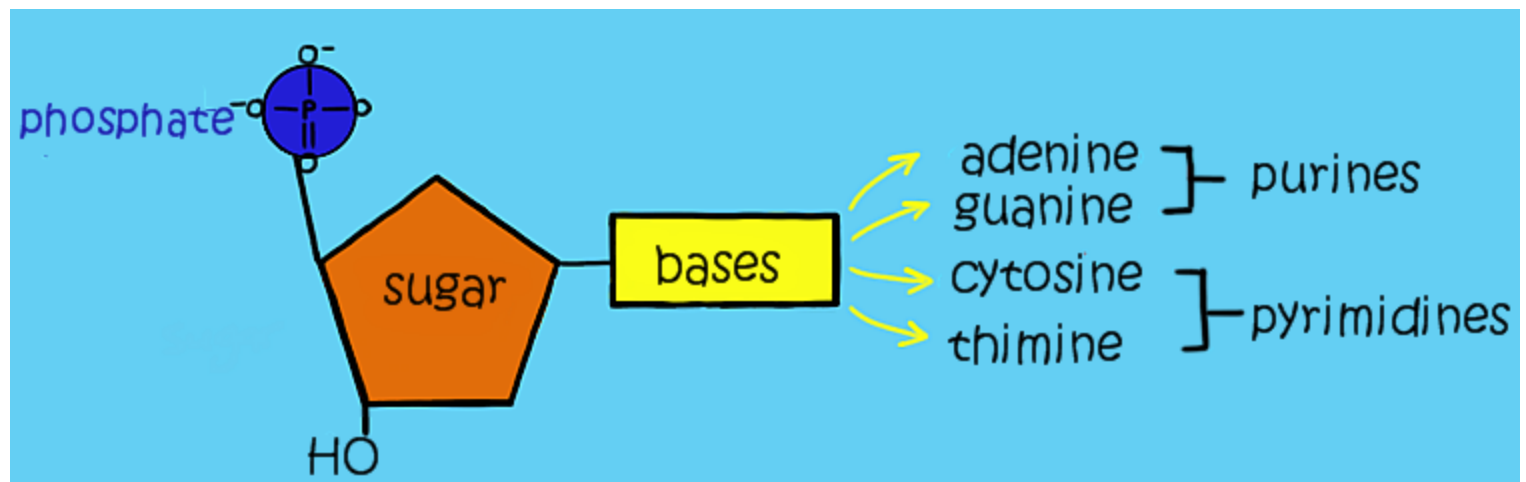 O-
phosphate
-O P O
O
adenine
guanine
purines
sugar
bases
cytosine
thimine
pyrimidines
HO